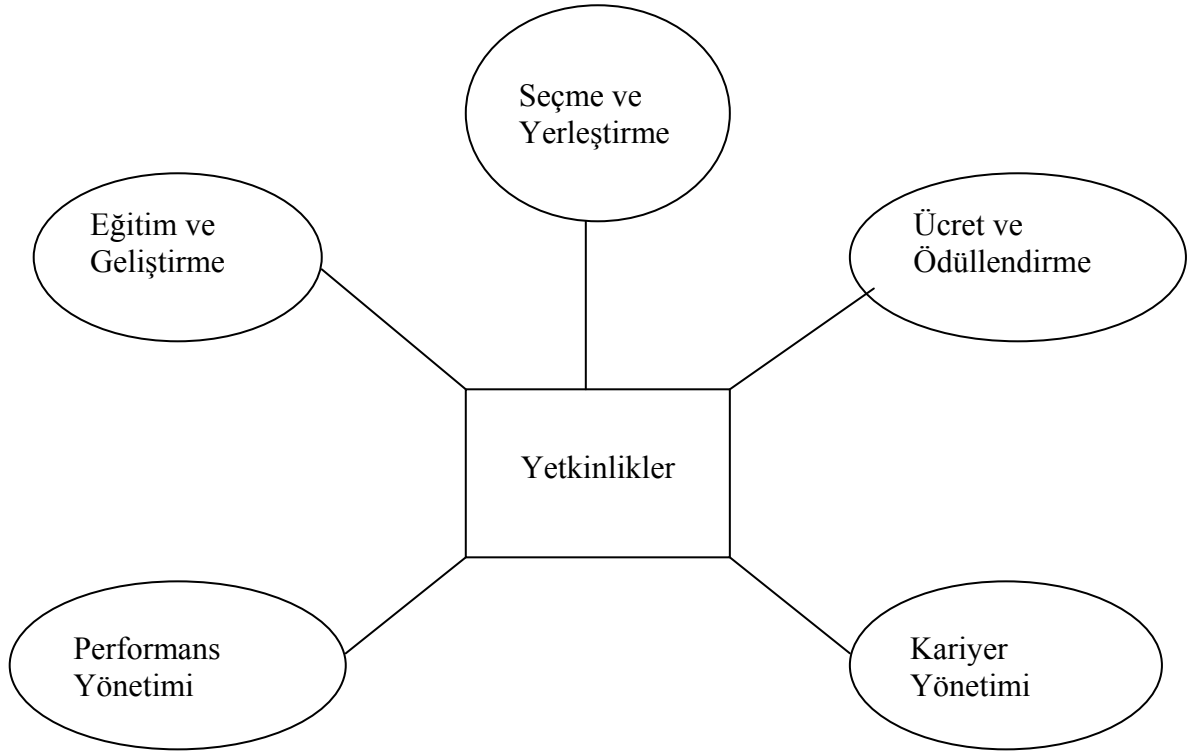 Seçme ve
Yerleştirme
Eğitim ve
Geliştirme
Ücret ve
Ödüllendirme
Yetkinlikler
Performans
Yönetimi
Kariyer
Yönetimi